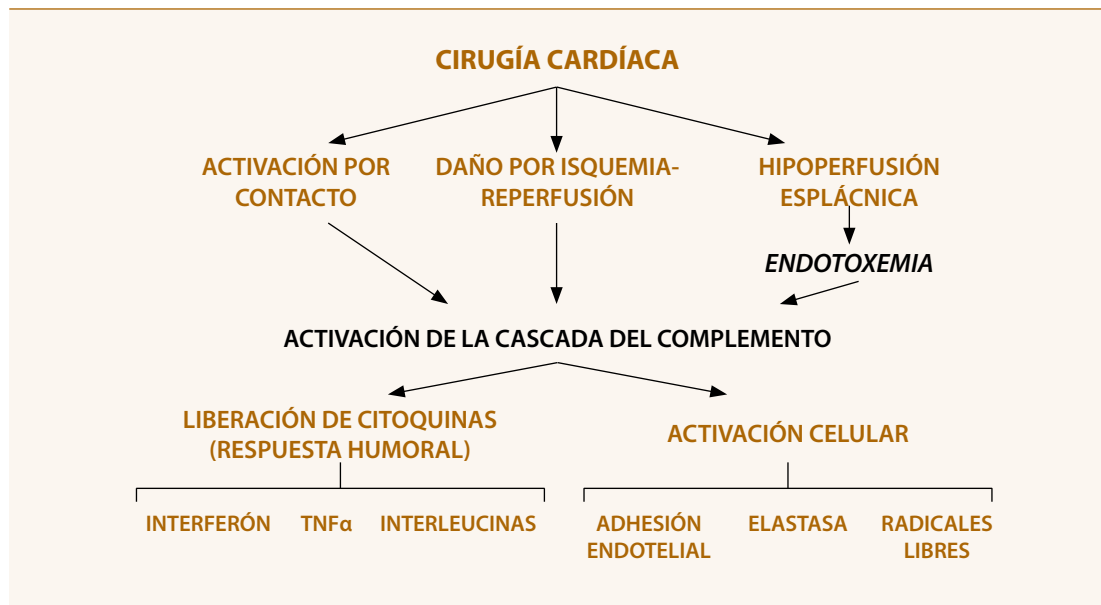 CIRUGÍA CARDÍACA
ACTIVACIÓN POR
CONTACTO
DAÑO POR ISQUEMIA-
REPERFUSIÓN
HIPOPERFUSIÓN
ESPLÁCNICA
ENDOTOXEMIA
ACTIVACIÓN DE LA CASCADA DEL COMPLEMENTO
LIBERACIÓN DE CITOQUINAS
(RESPUESTA HUMORAL)
ACTIVACIÓN CELULAR
INTERFERÓN
TNFα
INTERLEUCINAS
ADHESIÓN
ENDOTELIAL
ELASTASA
RADICALES
LIBRES